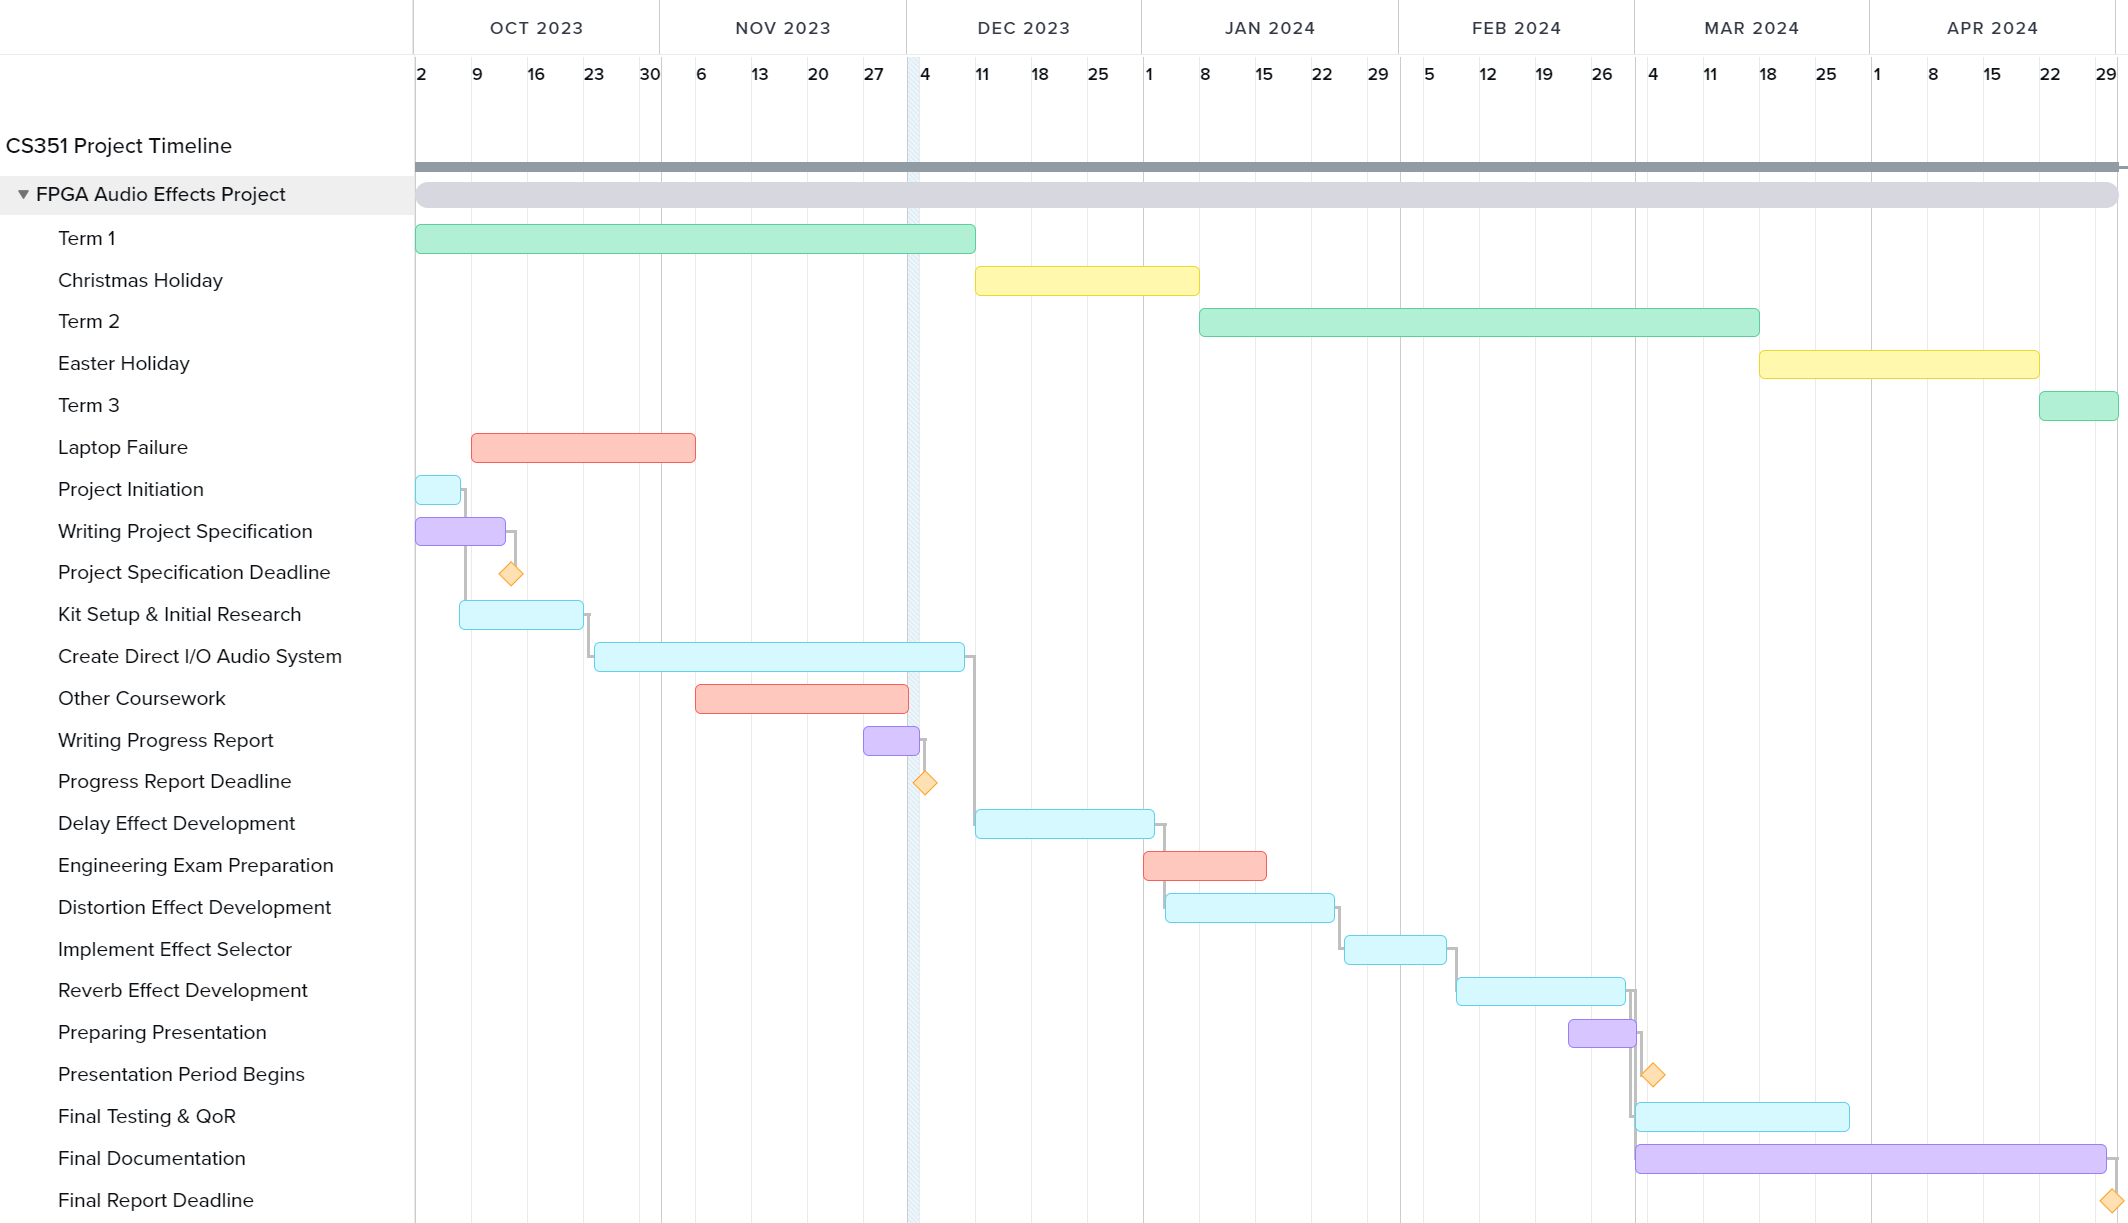 OCT 2023 NOV 2023 DEC 2023 JAN 2024 FEB 2024 MAR 2024 APR 2024
2 9 16 23 30 6 13 20 27 4 11 18 25 1 8 15 22 29 5 12 19 26 4 11 18 25 1 8 15 22 29
CS351 Project Timeline
FPGA Audio Effects Project
Term 1
Christmas Holiday
Term 2
Easter Holiday
Term 3
Laptop Failure
Project Initiation
Writing Project Specification
Project Specification Deadline
Kit Setup & Initial Research
Create Direct I/O Audio System
Other Coursework
Writing Progress Report
Progress Report Deadline
Delay Effect Development
Engineering Exam Preparation
Distortion Effect Development
Implement Effect Selector
Reverb Effect Development
Preparing Presentation
Presentation Period Begins
Final Testing & QoR
Final Documentation
Final Report Deadline